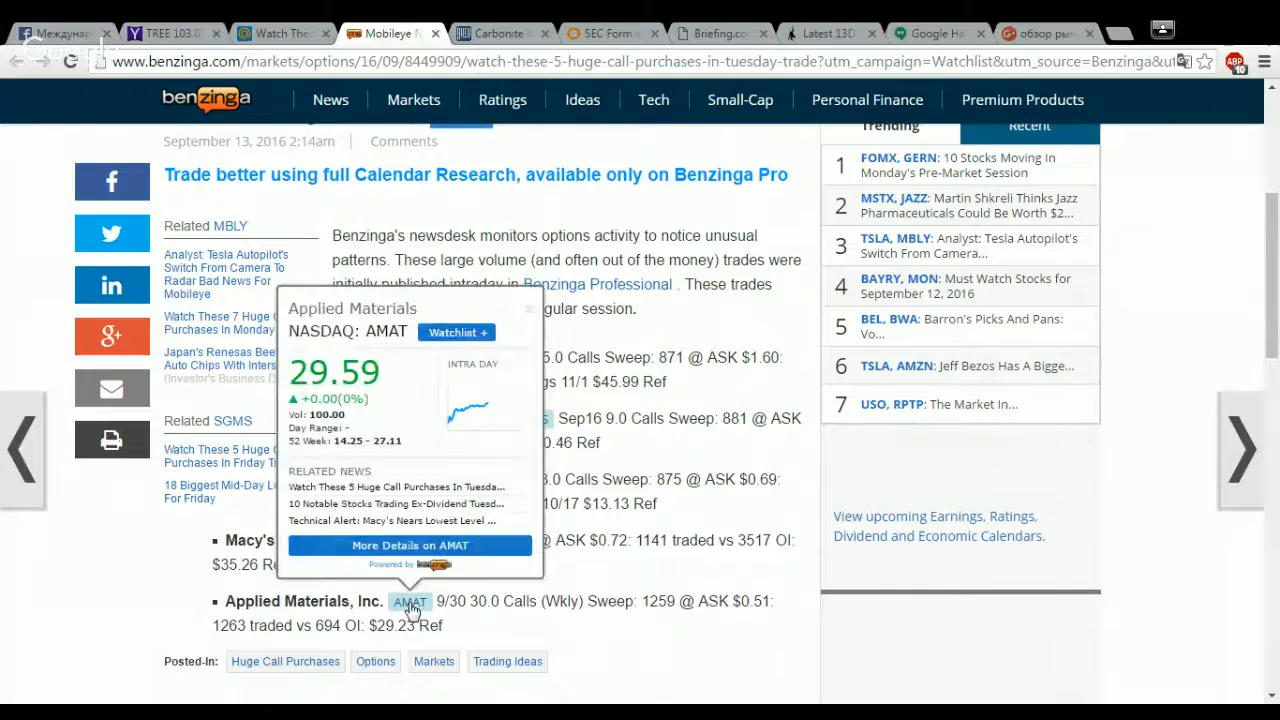 Междунар
TREE 103.0
Watch The
Mobileye N
Carbonite
SEC Form
Briefing.co
Latest 13D
Google Ha
обзор рын
Google
www.benzinga.com/markets/options/16/09/8449909/watch-these-5-huge-call-purchases-in-tuesday-trade?utm_campaign=Watchlist&utm_source=Benzinga&ut
ABP
10
benzinga
News
Markets
Ratings
Ideas
Tech
Small-Cap
Personal Finance
Premium Products
September 13, 2016 2:14am
Comments
Trending
Recent
Trade better using full Calendar Research, available only on Benzinga Pro
Related MBLY
Analyst: Tesla Autopilot's
Switch From Camera To
Radar Bad News For
Mobileye
Watch These 7 Huge C
Purchases In Monday
Japan's Renesas Bee
Auto Chips With Inters
(Investor's Business D
Related SGMS
Watch These 5 Huge
Purchases In Friday T
18 Biggest Mid-Day L
For Friday
Benzinga's newsdesk monitors options activity to notice unusual
patterns. These large volume (and often out of the money) trades were
initially published intraday in Benzinga Professional . These trades
gular session.
5.0 Calls Sweep: 871 @ ASK $1.60:
gs 11/1 $45.99 Ref
Sep16 9.0 Calls Sweep: 881 @ ASK
0.46 Ref
3.0 Calls Sweep: 875 @ ASK $0.69:
10/17 $13.13 Ref
Macy's
@ ASK $0.72: 1141 traded vs 3517 OI:
$35.26 Re
Applied Materials, Inc. AMAT 9/30 30.0 Calls (Wkly) Sweep: 1259 @ ASK $0.51:
1263 traded vs 694 OI: $29.23 Ref
Applied Materials
NASDAQ: AMAT
Watchlist +
29.59
+0.00(0%)
Vol: 100.00
Day Range: -
52 Week: 14.25 - 27.11
INTRA DAY
RELATED NEWS
Watch These 5 Huge Call Purchases In Tuesda...
10 Notable Stocks Trading Ex-Dividend Tuesd...
Technical Alert: Macy's Nears Lowest Level ...
More Details on AMAT
Powered by benzinga
Posted-In:
Huge Call Purchases
Options
Markets
Trading Ideas
1
FOMX, GERN: 10 Stocks Moving In
Monday's Pre-Market Session
2
MSTX, JAZZ: Martin Shkreli Thinks Jazz
Pharmaceuticals Could Be Worth $2...
3
TSLA, MBLY: Analyst: Tesla Autopilot's
Switch From Camera...
4
BAYRY, MON: Must Watch Stocks for
September 12, 2016
5
BEL, BWA: Barron's Picks And Pans:
Vo...
6
TSLA, AMZN: Jeff Bezos Has A Bigge...
7
USO, RPTP: The Market In...
View upcoming Earnings, Ratings,
Dividend and Economic Calendars.